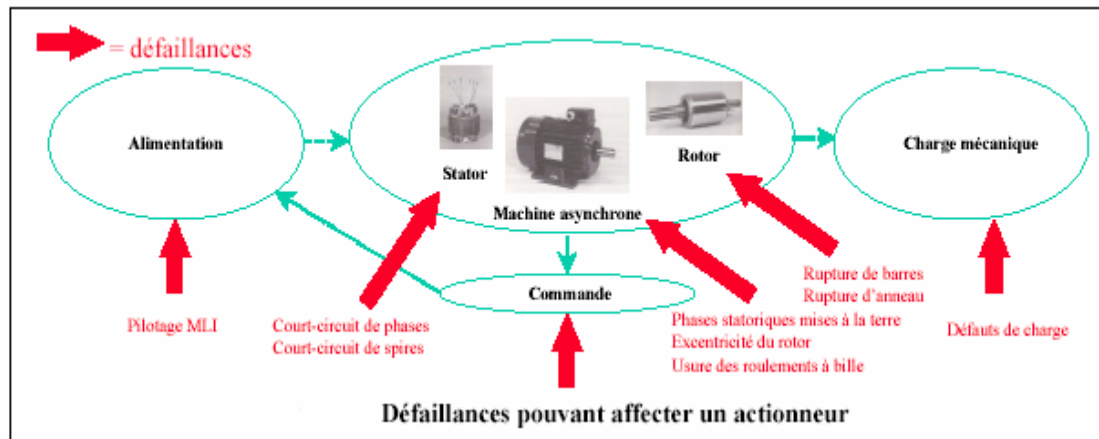 = défaillances
Alimentation
Stator
Rotor
Machine asynchrone
Charge mécanique
Commande
Pilotage MLI
Court-circuit de phases
Court-circuit de spires
Rupture de barres
Rupture d'anneau
Phases statoriques mises à la terre
Excentricité du rotor
Usure des roulements à bille
Défauts de charge
Défaillances pouvant affecter un actionneur